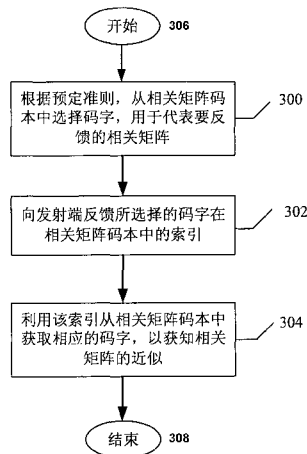 开始
306
根据预定准则，从相关矩阵码
本中选择码字，用于代表要反
馈的相关矩阵
300
向发射端反馈所选择的码字在
相关矩阵码本中的索引
302
利用该索引从相关矩阵码本中
获取相应的码字，以获知相关
矩阵的近似
304
结束
308